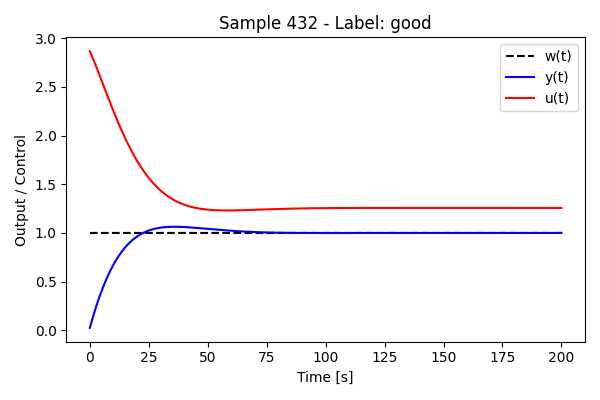 Sample 432 - Label: good
w(t)
y(t)
u(t)
Output / Control
3.0
2.5
2.0
1.5
1.0
0.5
0.0
0 25 50 75 100 125 150 175 200
Time [s]